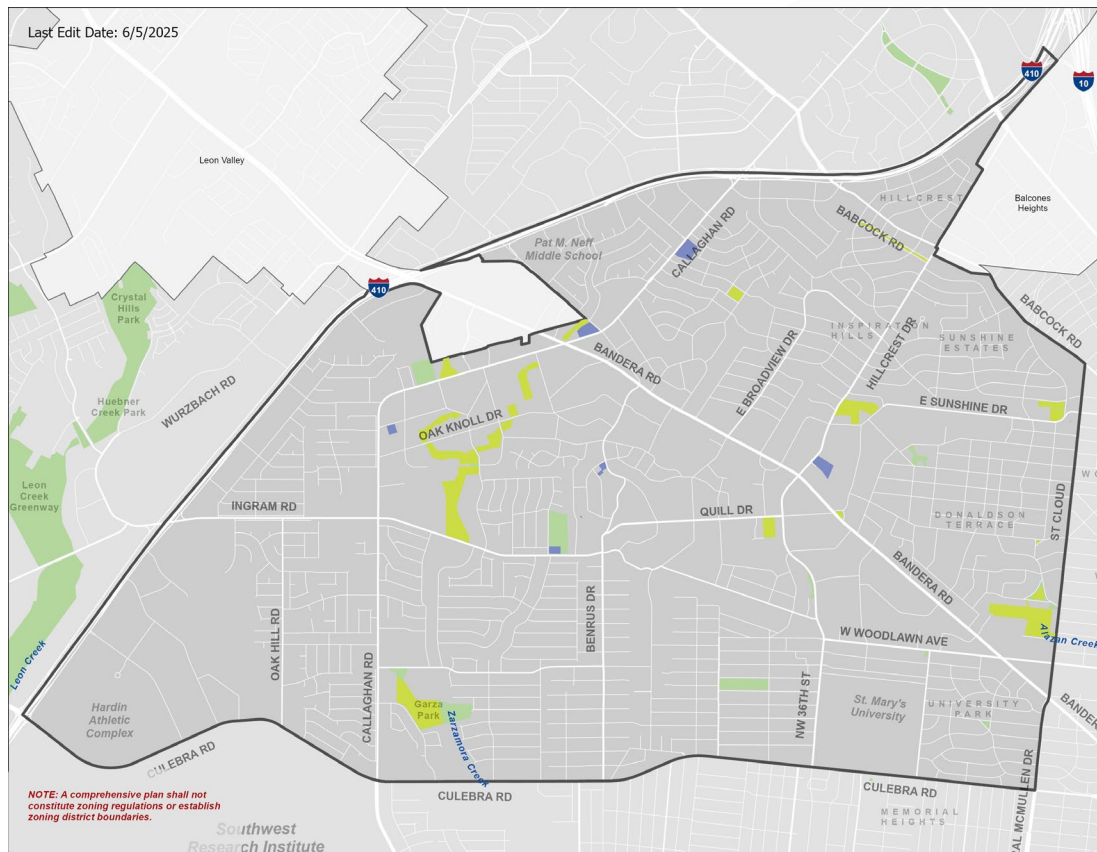 Last Edit Date: 6/5/2025
410
10
Leon Valley
Balcones
Heights
HILLCREST
Pat M. Neff
Middle School
CALLAGHAN RD
BABCOCK RD
410
Crystal
Hills
Park
BABCOCK RD
INSPIRATION
HILLS
SUNSHINE
ESTATES
HILLCREST DR
BANDERA RD
E BROADVIEW DR
WURZBACH RD
Huebner
Creek Park
E SUNSHINE DR
OAK KNOLL DR
Leon
Creek
Greenway
INGRAM RD
QUILL DR
DONALDSON
TERRACE
ST CLOUD
BANDERA RD
OAK HILL RD
BENRUS DR
W WOODLAWN AVE
Alazan Creek
Leon Creek
CALLAGHAN RD
NW 36TH ST
St. Mary's
University
UNIVERSITY
PARK
Hardin
Athletic
Complex
Garza
Park
Zarzamora Creek
CULEBRA RD
CULEBRA RD
CULEBRA RD
MEMORIAL
HEIGHTS
MCMULLEN DR
NOTE: A comprehensive plan shall not
constitute zoning regulations or establish
zoning district boundaries.
Southwest
Research Institute